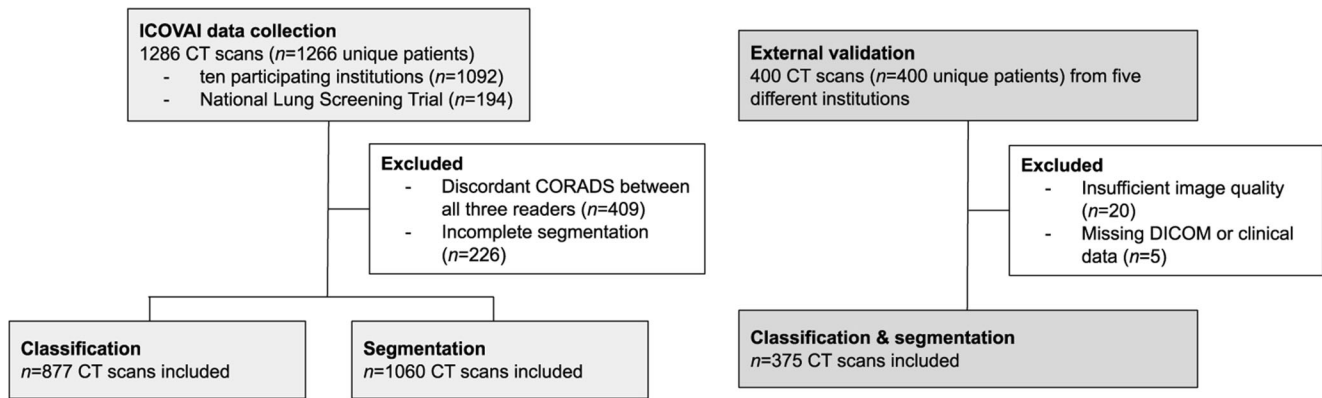 ICOVAI data collection
1286 CT scans (n=1266 unique patients)
- ten participating institutions (n=1092)
- National Lung Screening Trial (n=194)
Excluded
- Discordant CORADS between
all three readers (n=409)
- Incomplete segmentation
(n=226)
Classification
n=877 CT scans included
Segmentation
n=1060 CT scans included
External validation
400 CT scans (n=400 unique patients) from five
different institutions
Excluded
- Insufficient image quality
(n=20)
- Missing DICOM or clinical
data (n=5)
Classification & segmentation
n=375 CT scans included